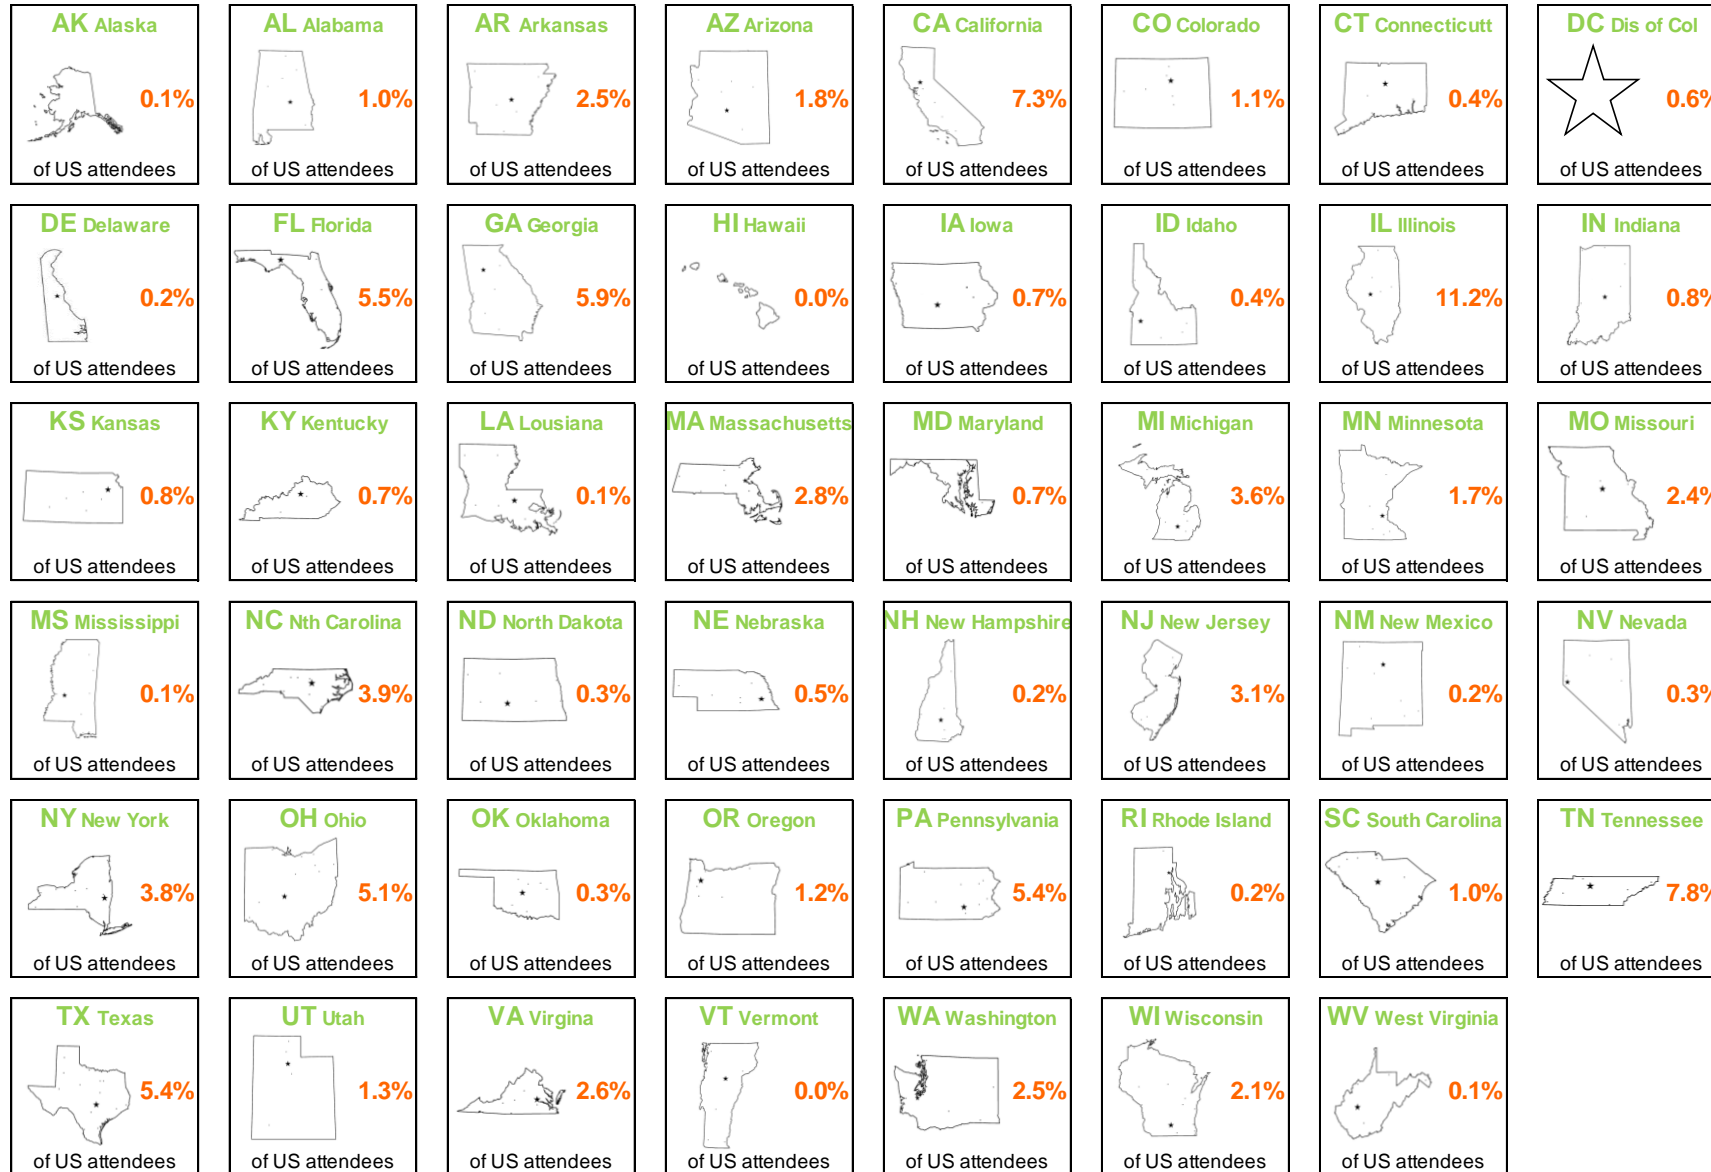 AK Alaska
0.1%
of US attendees
AL Alabama
1.0%
of US attendees
AR Arkansas
2.5%
of US attendees
AZ Arizona
1.8%
of US attendees
CA California
7.3%
of US attendees
CO Colorado
1.1%
of US attendees
CT Connecticutt
0.4%
of US attendees
DC Dis of Col
0.6%
of US attendees
DE Delaware
0.2%
of US attendees
FL Florida
5.5%
of US attendees
GA Georgia
5.9%
of US attendees
HI Hawaii
0.0%
of US attendees
IA Iowa
0.7%
of US attendees
ID Idaho
0.4%
of US attendees
IL Illinois
11.2%
of US attendees
IN Indiana
0.8%
of US attendees
KS Kansas
0.8%
of US attendees
KY Kentucky
0.7%
of US attendees
LA Lousiana
0.1%
of US attendees
MA Massachusetts
2.8%
of US attendees
MD Maryland
0.7%
of US attendees
MI Michigan
3.6%
of US attendees
MN Minnesota
1.7%
of US attendees
MO Missouri
2.4%
of US attendees
MS Mississippi
0.1%
of US attendees
NC Nth Carolina
3.9%
of US attendees
ND North Dakota
0.3%
of US attendees
NE Nebraska
0.5%
of US attendees
NH New Hampshire
0.2%
of US attendees
NJ New Jersey
3.1%
of US attendees
NM New Mexico
0.2%
of US attendees
NV Nevada
0.3%
of US attendees
NY New York
3.8%
of US attendees
OH Ohio
5.1%
of US attendees
OK Oklahoma
0.3%
of US attendees
OR Oregon
1.2%
of US attendees
PA Pennsylvania
5.4%
of US attendees
RI Rhode Island
0.2%
of US attendees
SC South Carolina
1.0%
of US attendees
TN Tennessee
7.8%
of US attendees
TX Texas
5.4%
of US attendees
UT Utah
1.3%
of US attendees
VA Virgina
2.6%
of US attendees
VT Vermont
0.0%
of US attendees
WA Washington
2.5%
of US attendees
WI Wisconsin
2.1%
of US attendees
WV West Virginia
0.1%
of US attendees